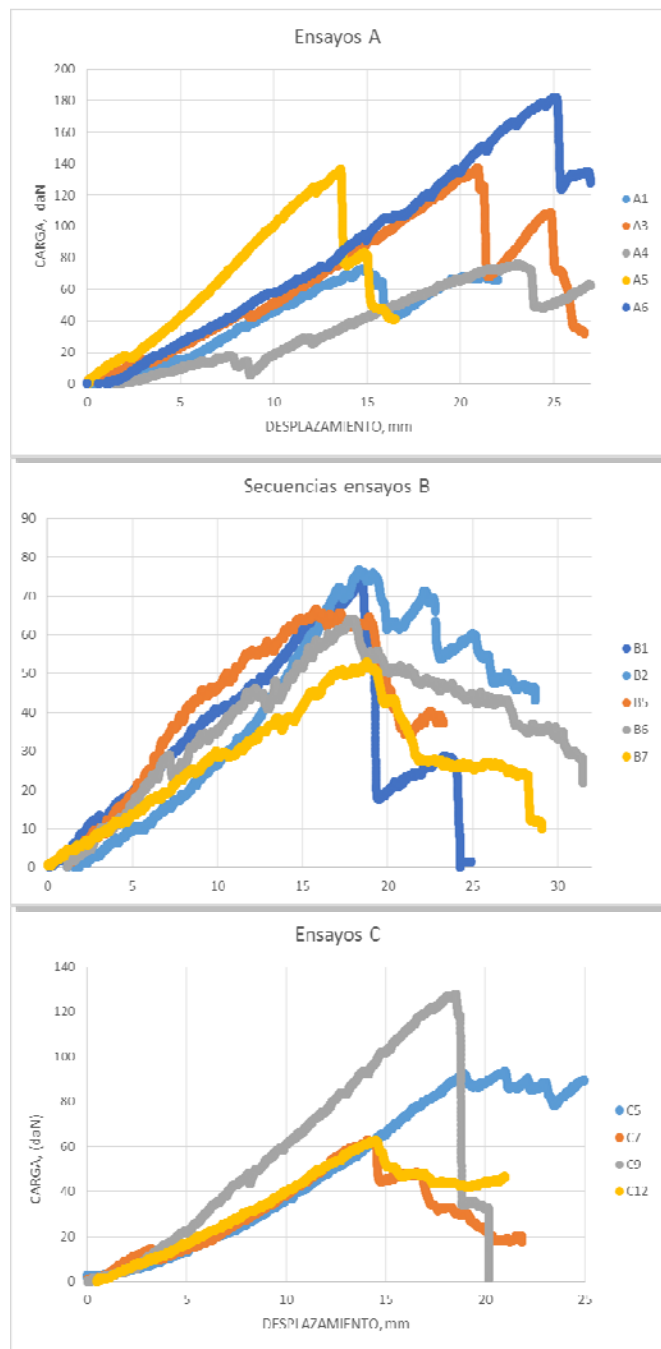 Ensayos A
200
180
160
140
120
100
80
60
40
20
0
CARGA, daN
0 5 10 15 20 25
DESPLAZAMIENTO, mm
A1
A3
A4
A5
A6
Secuencias ensayos B
90
80
70
60
50
40
30
20
10
0
0 5 10 15 20 25 30
B1
B2
B5
B6
B7
Ensayos C
140
120
100
80
60
40
20
0
CARGA, (daN)
0 5 10 15 20 25
DESPLAZAMIENTO, mm
C5
C7
C9
C12